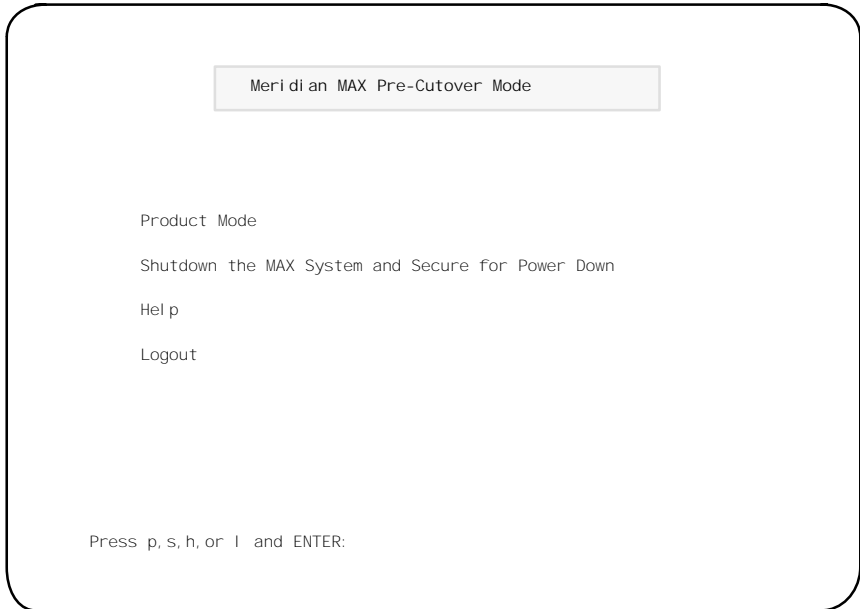 Meridian MAX Pre-Cutover Mode
Product Mode
Shutdown the MAX System and Secure for Power Down
Help
Logout
Press p,s,h,or l and ENTER: